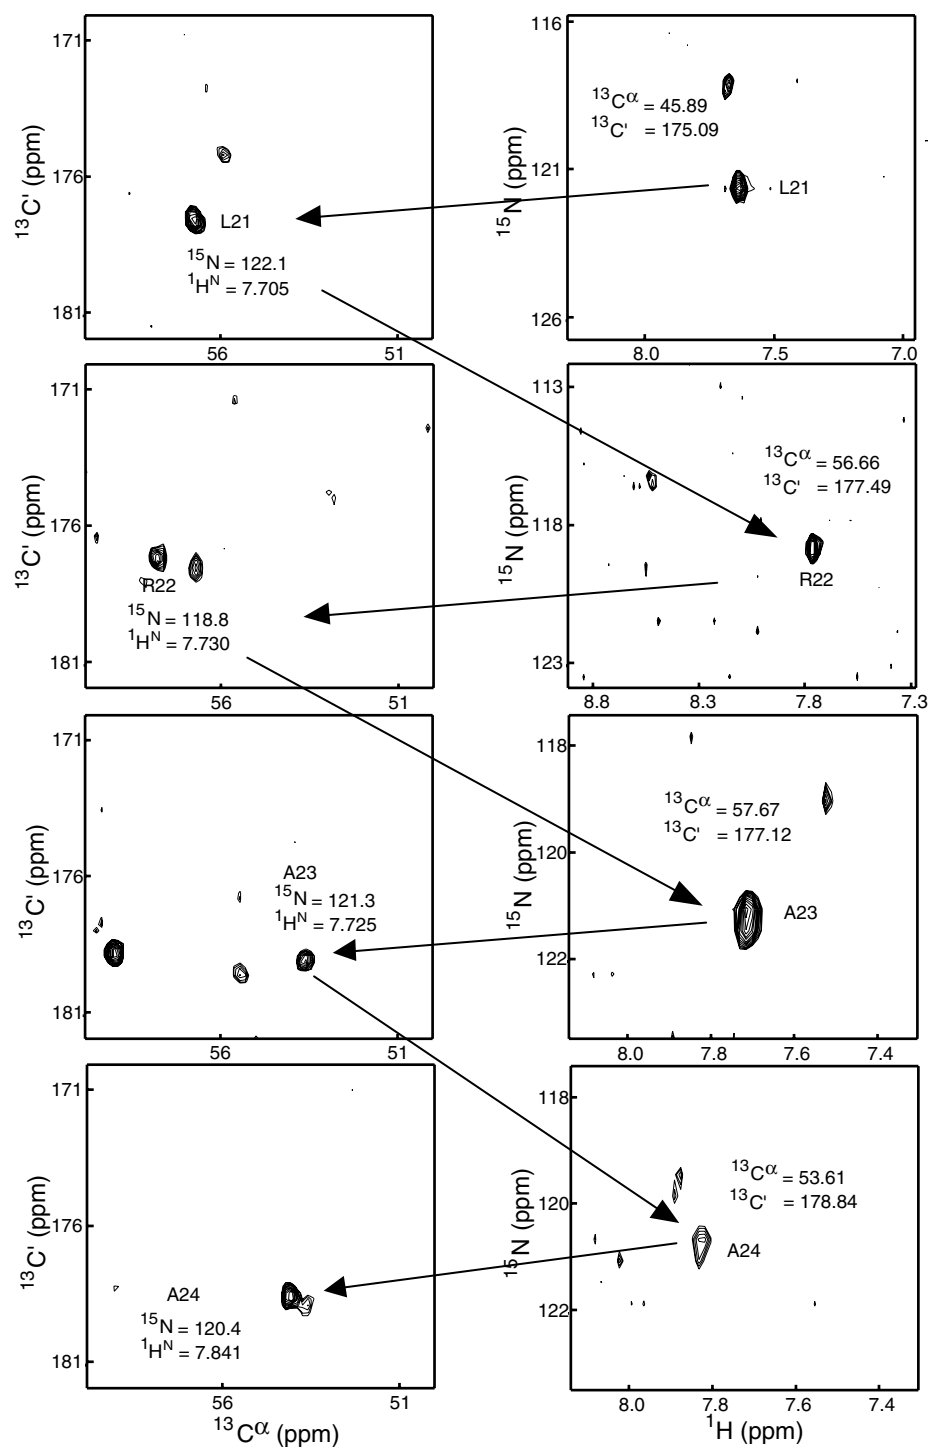 171
176
181
¹³C' (ppm)
L21
¹⁵N = 122.1
¹Hᴺ = 7.705
56
51
116
121
126
¹⁵N (ppm)
¹³Cᵅ = 45.89
¹³C' = 175.09
L21
8.0
7.5
7.0
171
176
181
¹³C' (ppm)
R22
¹⁵N = 118.8
¹Hᴺ = 7.730
56
51
113
118
123
¹⁵N (ppm)
¹³Cᵅ = 56.66
¹³C' = 177.49
R22
8.8
8.3
7.8
7.3
171
176
181
¹³C' (ppm)
A23
¹⁵N = 121.3
¹Hᴺ = 7.725
56
51
118
120
122
¹⁵N (ppm)
¹³Cᵅ = 57.67
¹³C' = 177.12
A23
8.0
7.8
7.6
7.4
171
176
181
¹³C' (ppm)
A24
¹⁵N = 120.4
¹Hᴺ = 7.841
56
51
¹³Cᵅ (ppm)
118
120
122
¹⁵N (ppm)
¹³Cᵅ = 53.61
¹³C' = 178.84
A24
8.0
7.8
7.6
7.4
¹H (ppm)